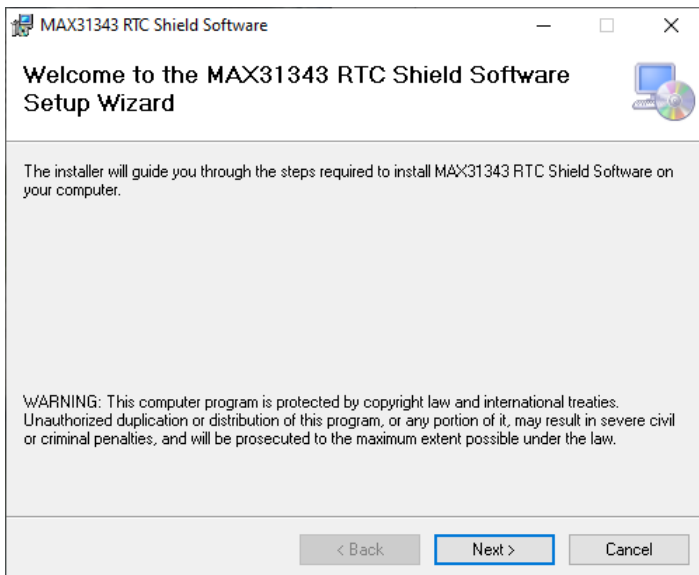 MAX31343 RTC Shield Software
Welcome to the MAX31343 RTC Shield Software
Setup Wizard
The installer will guide you through the steps required to install MAX31343 RTC Shield Software on
your computer.
WARNING: This computer program is protected by copyright law and international treaties.
Unauthorized duplication or distribution of this program, or any portion of it, may result in severe civil
or criminal penalties, and will be prosecuted to the maximum extent possible under the law.
< Back
Next >
Cancel